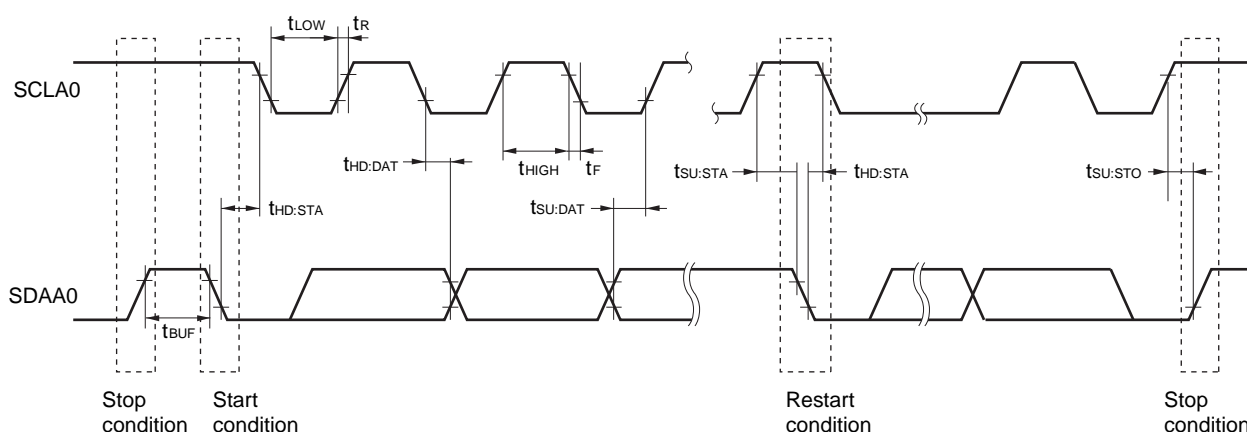 tLOW tR
SCLA0
tHD:DAT tHIGH tF tSU:STA tHD:STA tSU:STO
tHD:STA tSU:DAT
SDAA0
tBUF
Stop
condition
Start
condition
Restart
condition
Stop
condition